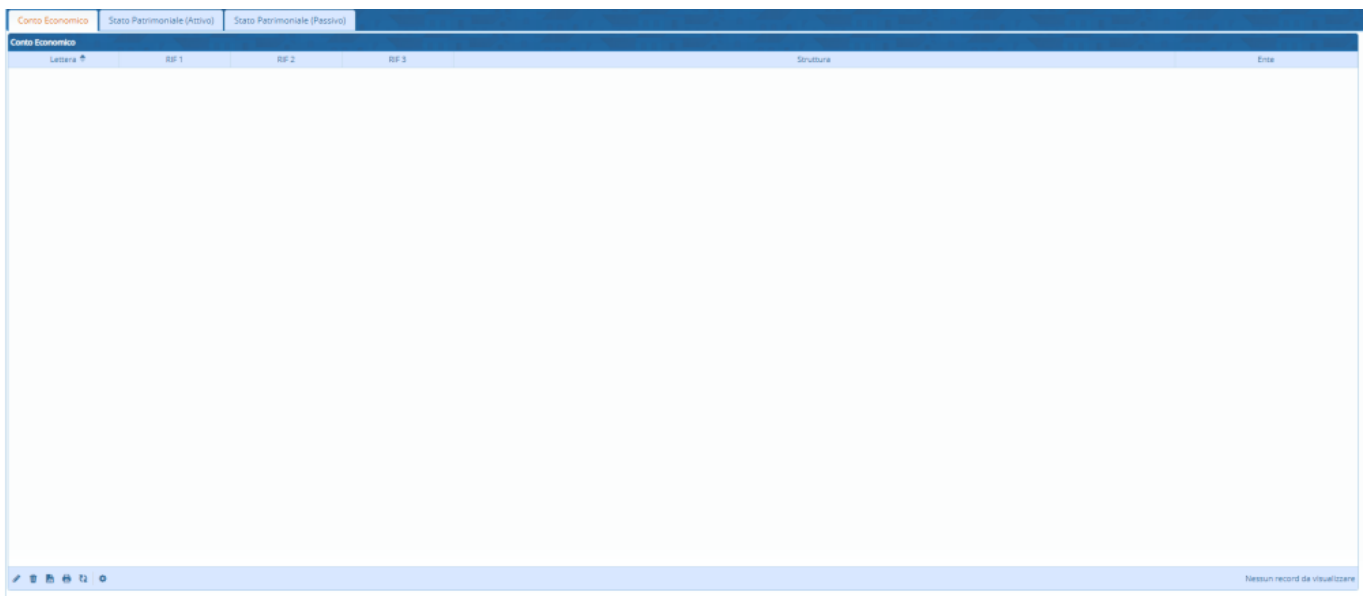 Conto Economico Stato Patrimoniale (Attivo) Stato Patrimoniale (Passivo)
Conto Economico
Lettera RIF 1 RIF 2 RIF 3 Struttura Ente
Nessun record da visualizzare